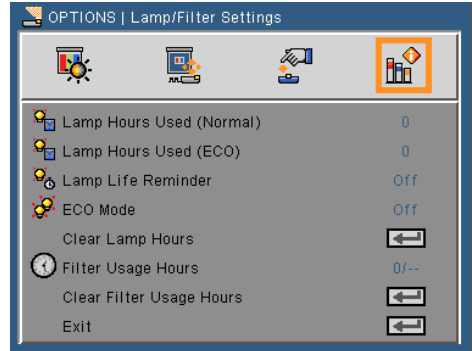 OPTIONS | Lamp/Filter Settings
Lamp Hours Used (Normal) 0
Lamp Hours Used (ECO) 0
Lamp Life Reminder Off
ECO Mode Off
Clear Lamp Hours
Filter Usage Hours 0/--
Clear Filter Usage Hours
Exit